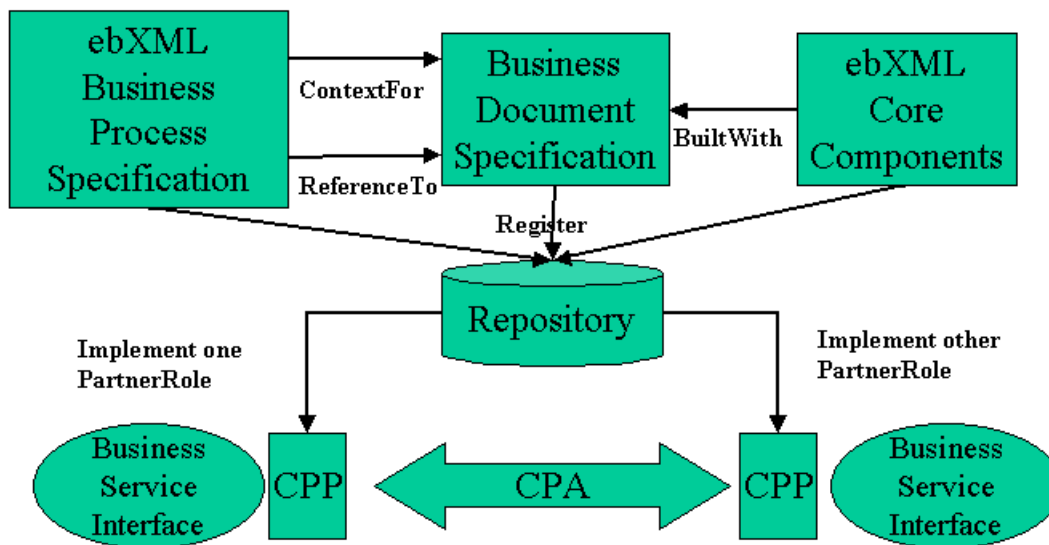 ebXML
Business
Process
Specification
ContextFor
ReferenceTo
Business
Document
Specification
BuiltWith
ebXML
Core
Components
Register
Repository
Implement one
PartnerRole
Implement other
PartnerRole
Business
Service
Interface
CPP
CPA
CPP
Business
Service
Interface